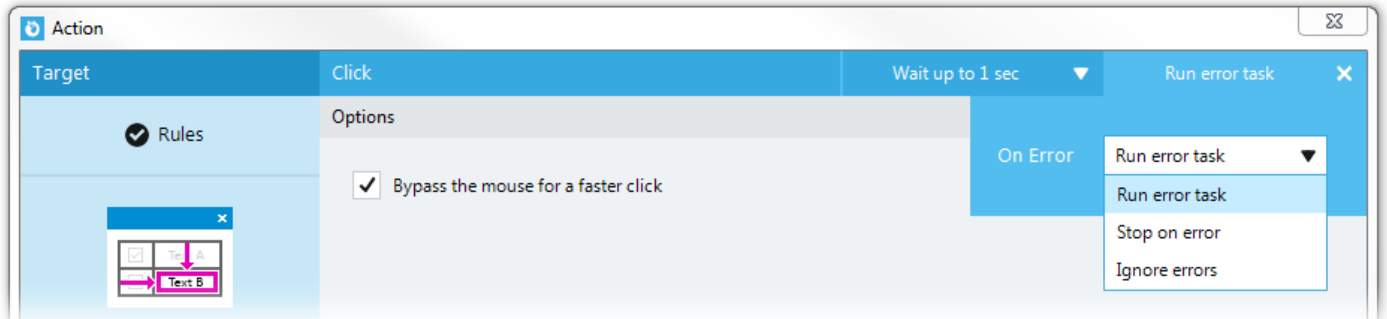 Action
Target
Click
Wait up to 1 sec
Run error task
Rules
Options
Bypass the mouse for a faster click
On Error
Run error task
Run error task
Stop on error
Ignore errors
Text A
Text B